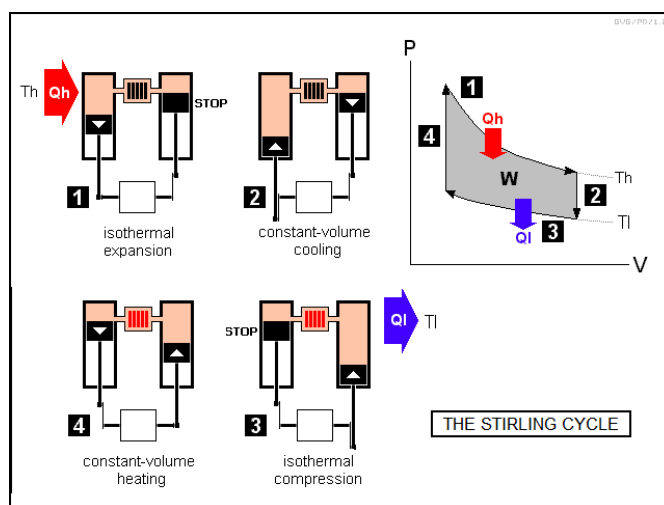 Th
Qh
STOP
1
isothermal
expansion
2
constant-volume
cooling
P
1
Qh
4
W
Th
2
Tl
Ql
3
V
4
constant-volume
heating
STOP
3
isothermal
compression
Ql
Tl
THE STIRLING CYCLE